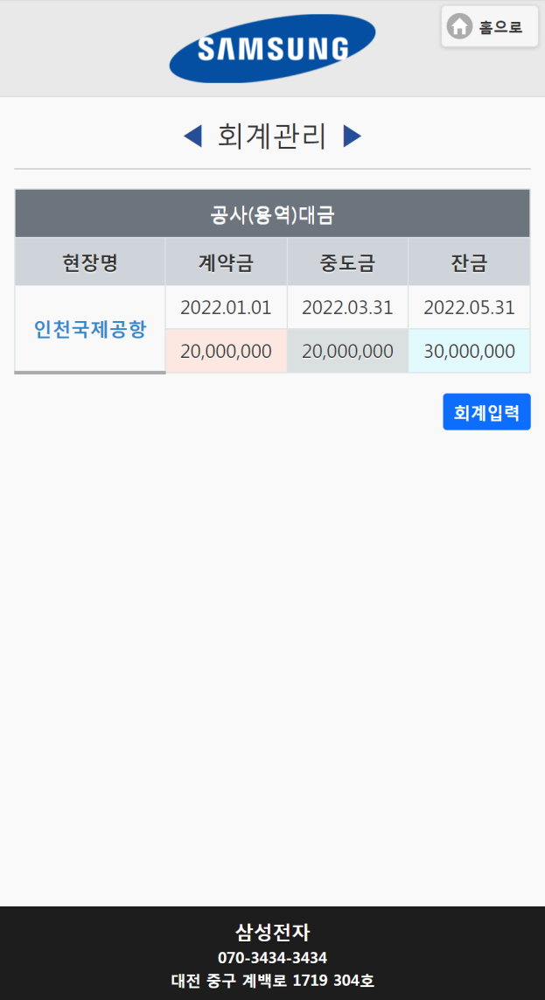 SAMSUNG
홈으로
◀ 회계관리 ▶
공사(용역)대금
현장명 계약금 중도금 잔금
인천국제공항
2022.01.01 2022.03.31 2022.05.31
20,000,000 20,000,000 30,000,000
회계입력
삼성전자
070-3434-3434
대전 중구 계백로 1719 304호